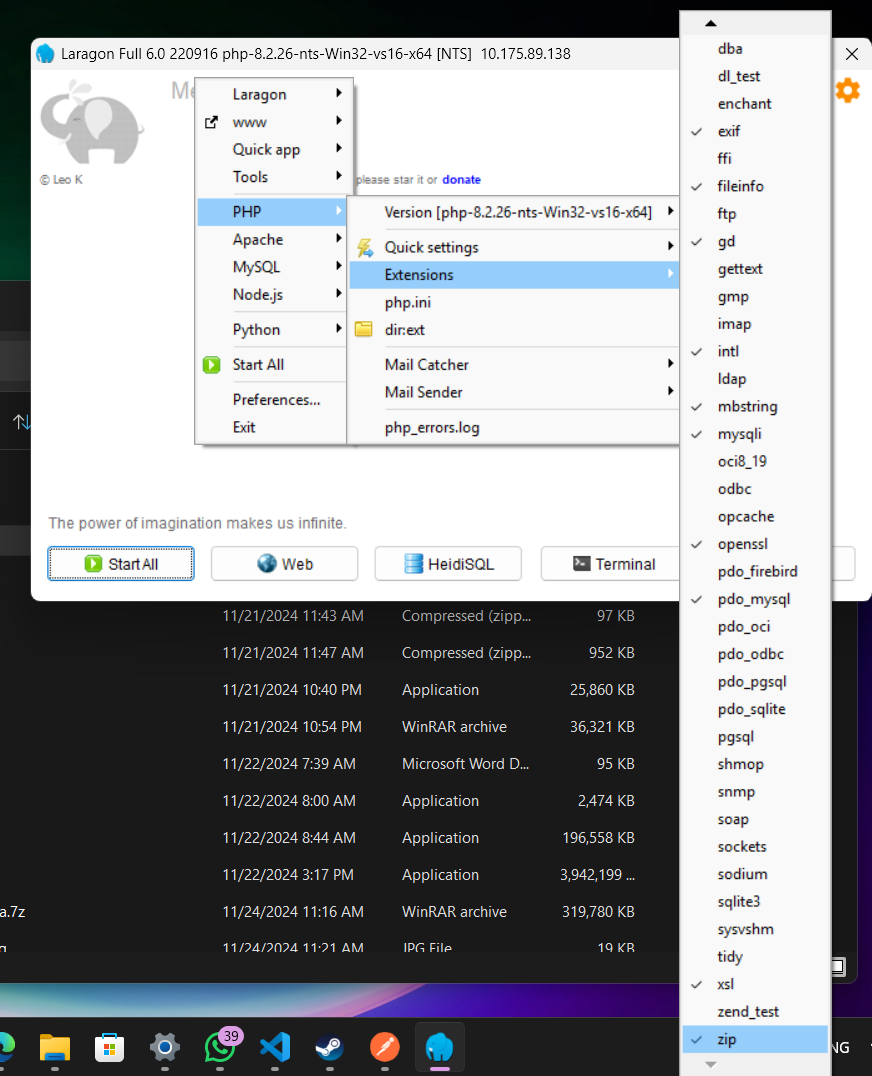 Laragon Full 6.0 220916 php-8.2.26-nts-Win32-vs16-x64 [NTS] 10.175.89.138
© Leo K
please star it or donate
Laragon
www
Quick app
Tools
PHP
Apache
MySQL
Node.js
Python
Start All
Preferences...
Exit
Version [php-8.2.26-nts-Win32-vs16-x64]
Quick settings
Extensions
php.ini
dir:ext
Mail Catcher
Mail Sender
php_errors.log
dba
dl_test
enchant
exif
ffi
fileinfo
ftp
gd
gettext
gmp
imap
intl
ldap
mbstring
mysqli
oci8_19
odbc
opcache
openssl
pdo_firebird
pdo_mysql
pdo_oci
pdo_odbc
pdo_pgsql
pdo_sqlite
pgsql
shmop
snmp
soap
sockets
sodium
sqlite3
sysvshm
tidy
xsl
zend_test
zip
The power of imagination makes us infinite.
Start All Web HeidiSQL Terminal
11/21/2024 11:43 AM Compressed (zipp... 97 KB
11/21/2024 11:47 AM Compressed (zipp... 952 KB
11/21/2024 10:40 PM Application 25,860 KB
11/21/2024 10:54 PM WinRAR archive 36,321 KB
11/22/2024 7:39 AM Microsoft Word D... 95 KB
11/22/2024 8:00 AM Application 2,474 KB
11/22/2024 8:44 AM Application 196,558 KB
11/22/2024 3:17 PM Application 3,942,199 ...
a.7z 11/24/2024 11:16 AM WinRAR archive 319,780 KB
11/24/2024 11:21 AM JPG File 19 KB
39
NG